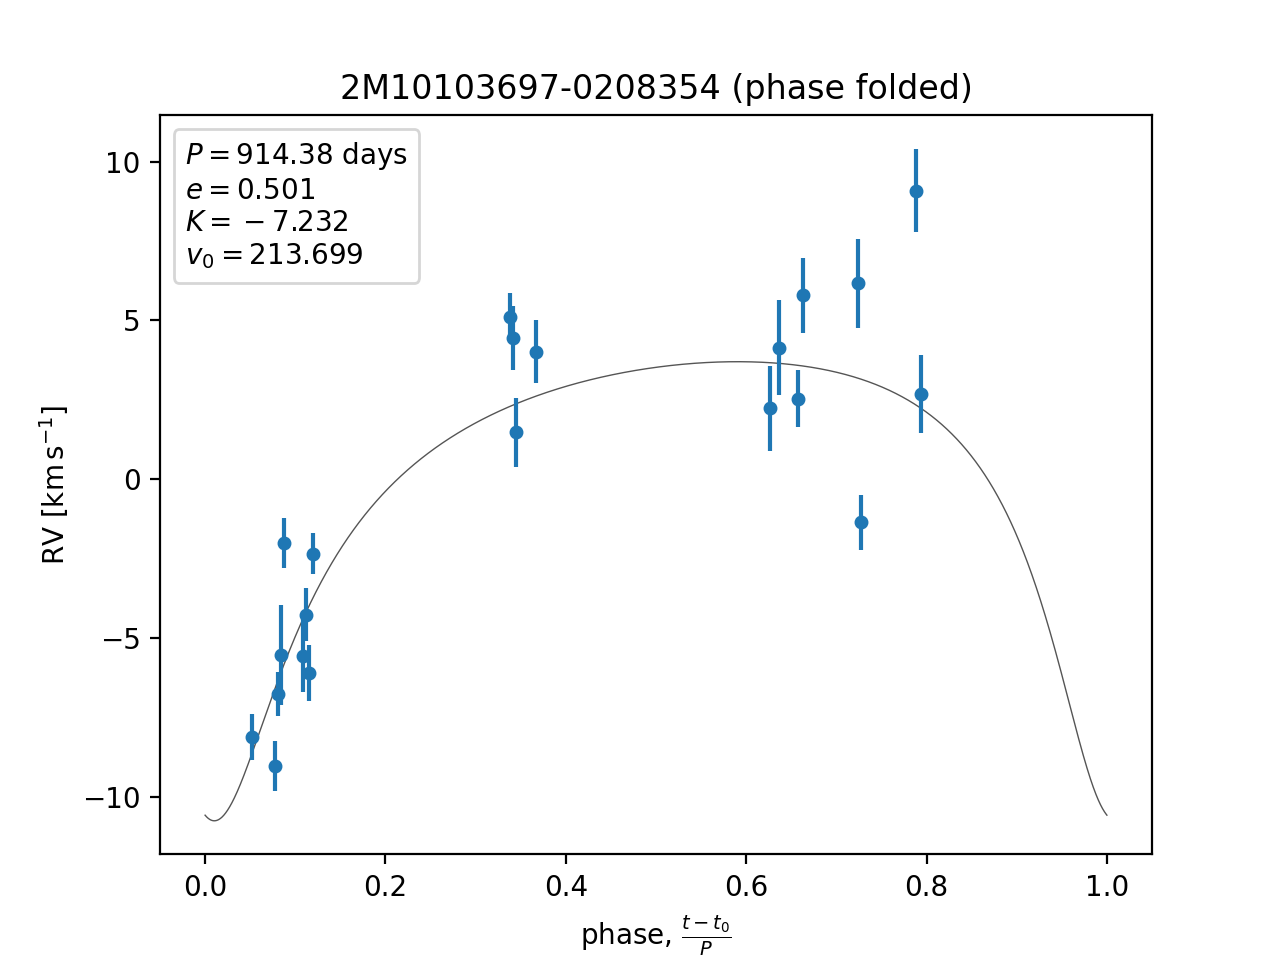 2M10103697-0208354 (phase folded)
P = 914.38 days
e = 0.501
K = −7.232
v₀ = 213.699
10
5
0
−5
−10
RV [km s⁻¹]
0.0 0.2 0.4 0.6 0.8 1.0
phase, (t − t₀)/P